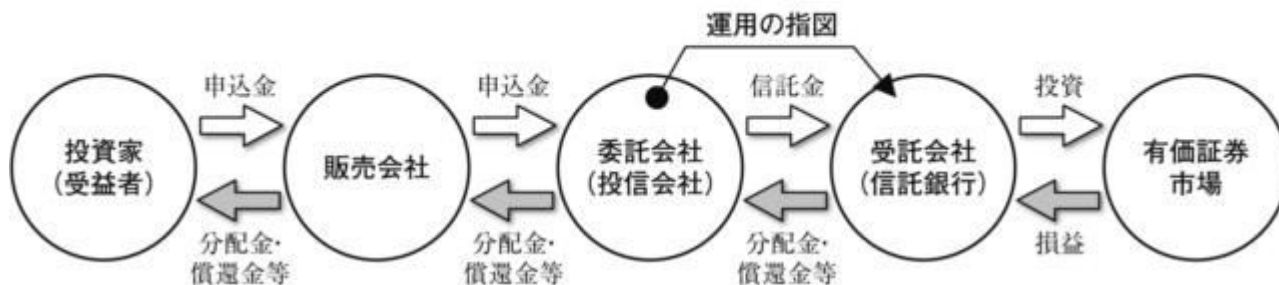 運用の指図
申込金
申込金
信託金
投資
投資家
(受益者)
販売会社
委託会社
(投信会社)
受託会社
(信託銀行)
有価証券
市場
分配金・
償還金等
分配金・
償還金等
分配金・
償還金等
損益